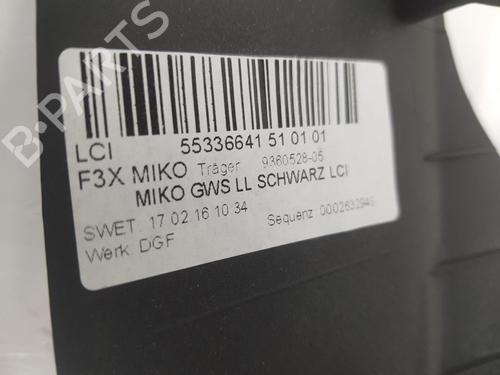 B-PARTS
LCI 55336641 51 01 01
F3X MIKO Träger 9360528-05
MIKO GWS LL SCHWARZ LCI
SWET. 17 02 16 10 34 Sequenz
Werk. DGF